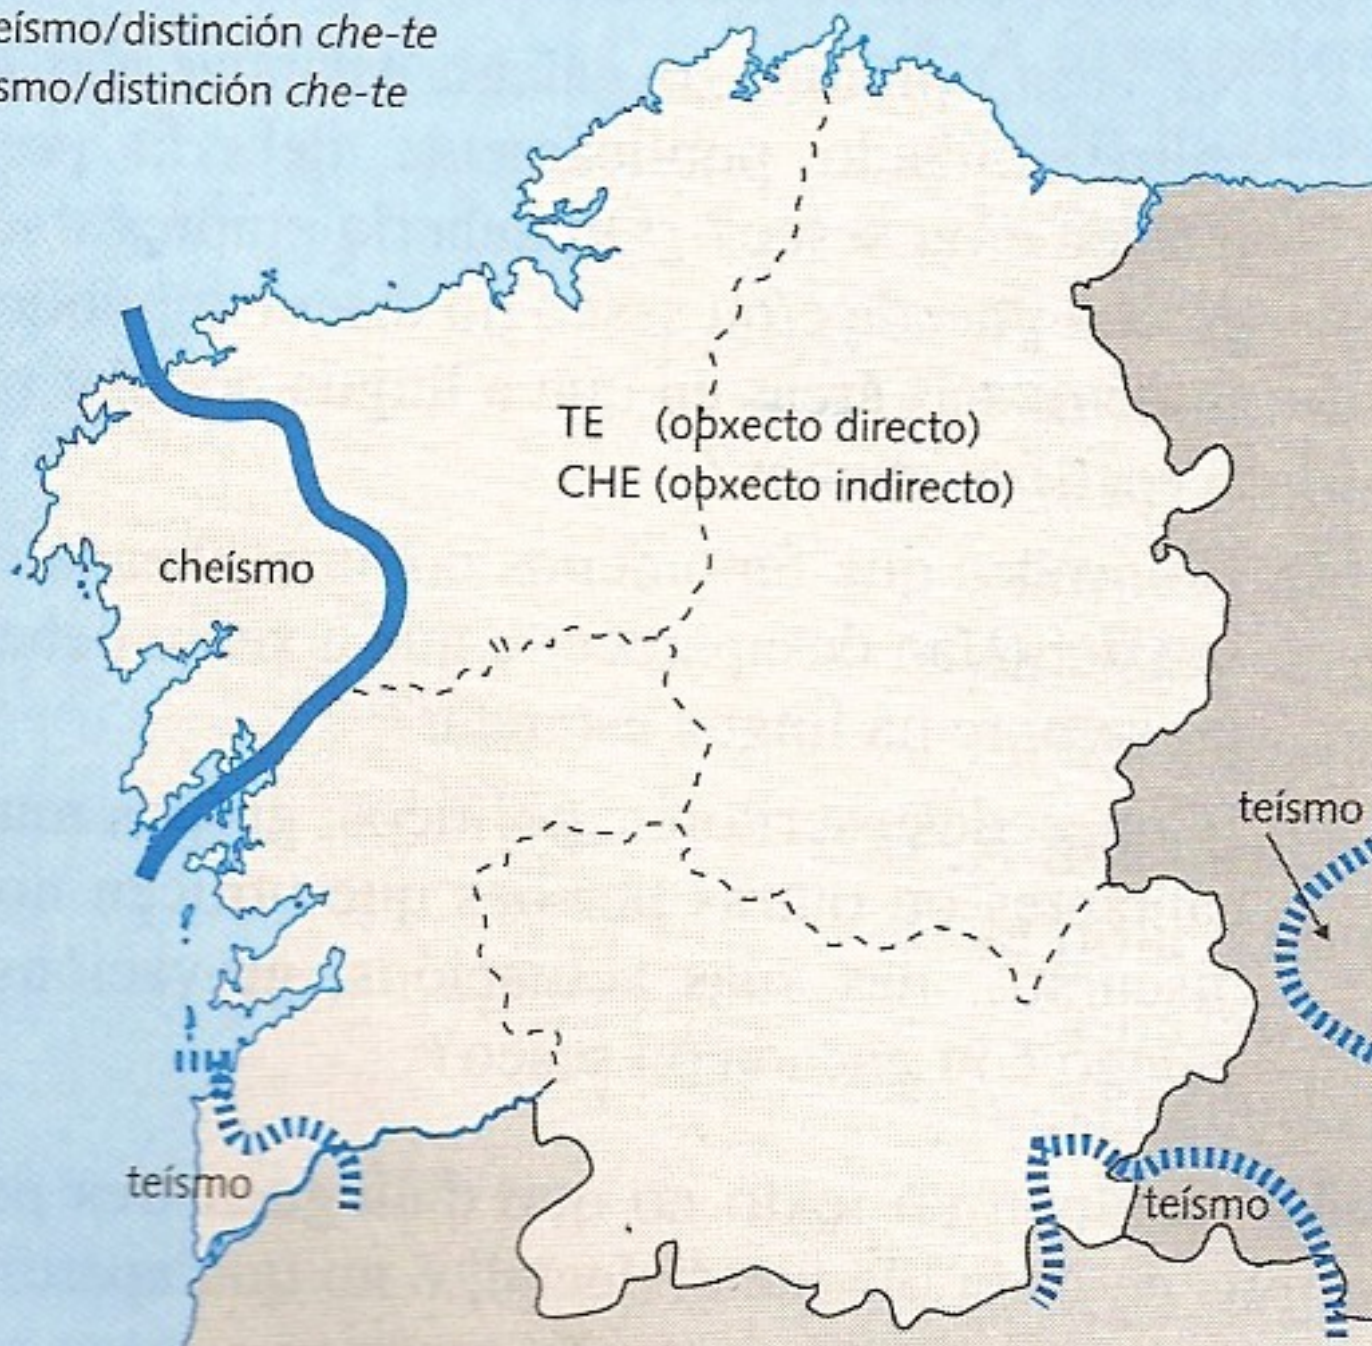 eísmo/distinción che-te
smo/distinción che-te
TE (obxecto directo)
CHE (obxecto indirecto)
cheísmo
teísmo
teísmo
teísmo